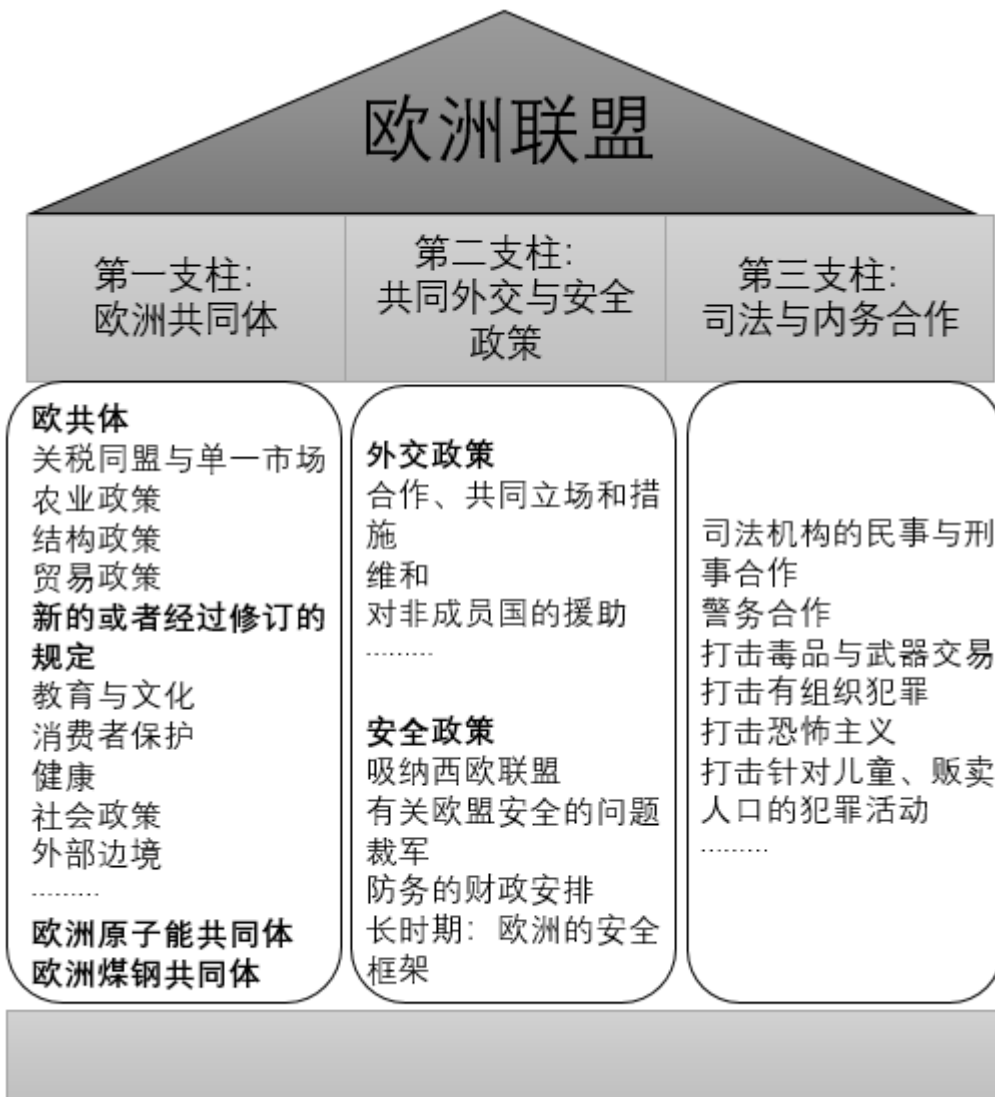 欧洲联盟
第一支柱：
欧洲共同体
第二支柱：
共同外交与安全
政策
第三支柱：
司法与内务合作
欧共体
关税同盟与单一市场
农业政策
结构政策
贸易政策
新的或者经过修订的
规定
教育与文化
消费者保护
健康
社会政策
外部边境
………
欧洲原子能共同体
欧洲煤钢共同体
外交政策
合作、共同立场和措
施
维和
对非成员国的援助
………
安全政策
吸纳西欧联盟
有关欧盟安全的问题
裁军
防务的财政安排
长时期：欧洲的安全
框架
司法机构的民事与刑
事合作
警务合作
打击毒品与武器交易
打击有组织犯罪
打击恐怖主义
打击针对儿童、贩卖
人口的犯罪活动
………